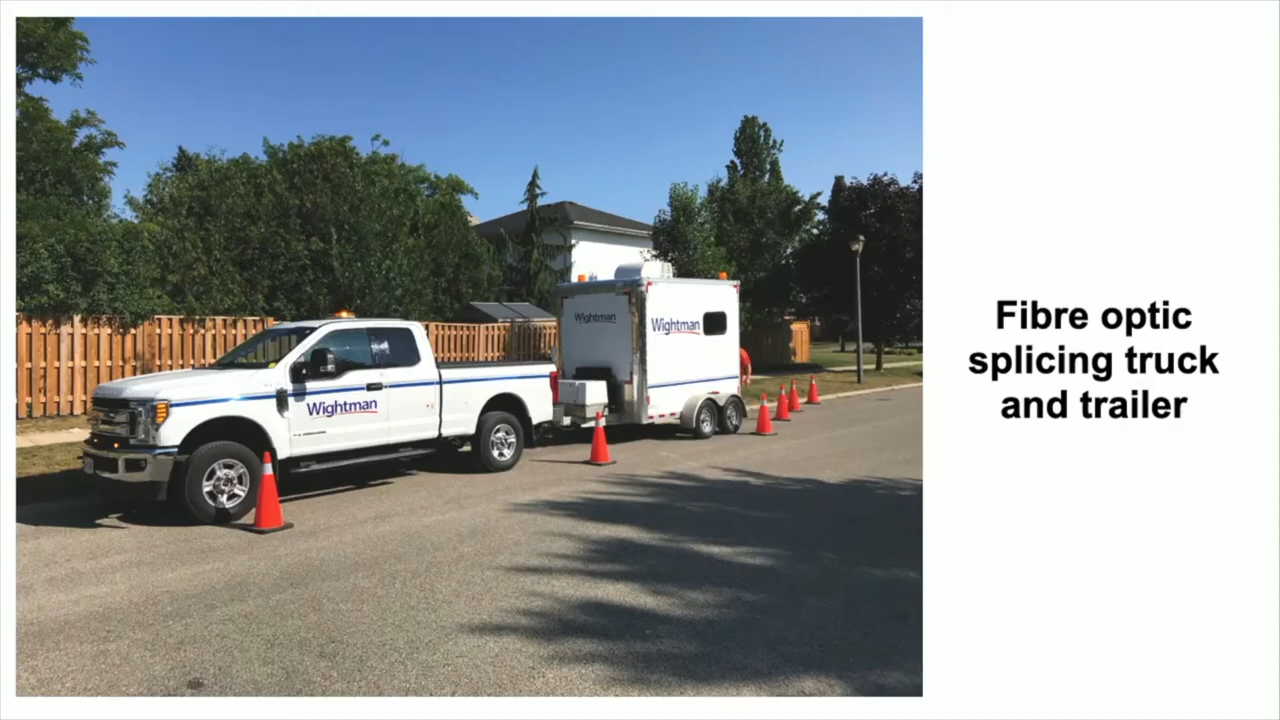 Wightman
Wightman
Wightman
Fibre optic
splicing truck
and trailer